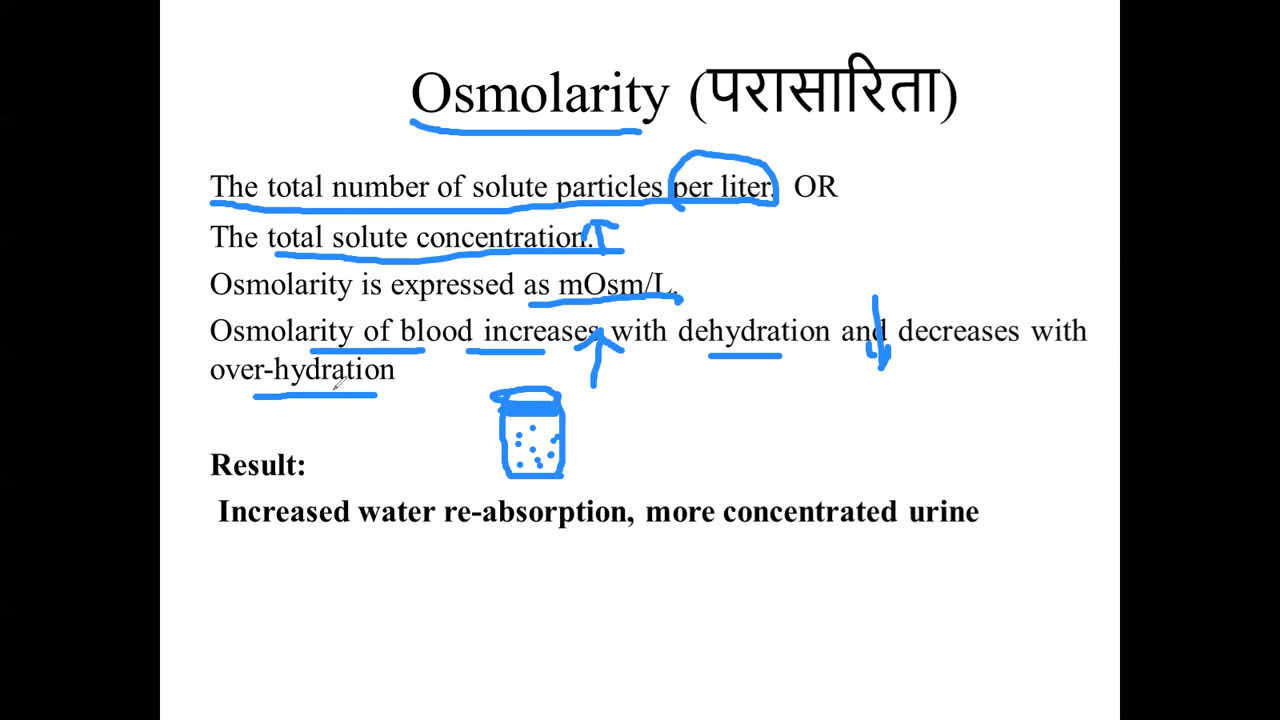 Osmolarity (परासारिता)
The total number of solute particles per liter. OR
The total solute concentration.
Osmolarity is expressed as mOsm/L.
Osmolarity of blood increases with dehydration and decreases with
over-hydration
Result:
Increased water re-absorption, more concentrated urine